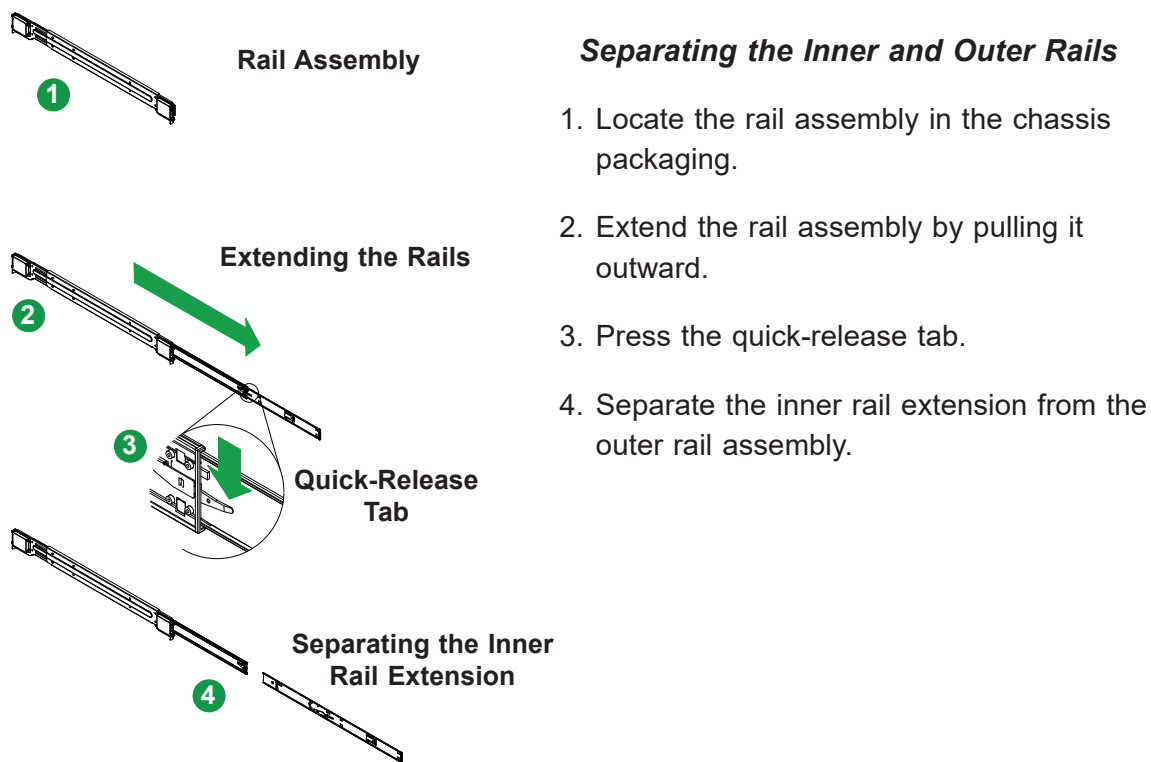 Rail Assembly
1
Extending the Rails
2
3
Quick-Release
Tab
Separating the Inner
Rail Extension
4
Separating the Inner and Outer Rails
1. Locate the rail assembly in the chassis
packaging.
2. Extend the rail assembly by pulling it
outward.
3. Press the quick-release tab.
4. Separate the inner rail extension from the
outer rail assembly.